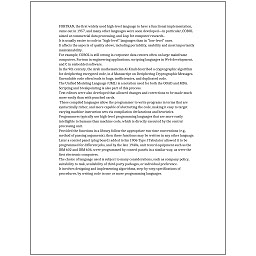 FORTRAN, the first widely used high-level language to have a functional implementation,
came out in 1957, and many other languages were soon developed—in particular, COBOL
aimed at commercial data processing, and Lisp for computer research.
It is usually easier to code in "high-level" languages than in "low-level" ones.
It affects the aspects of quality above, including portability, usability and most importantly
maintainability.
For example, COBOL is still strong in corporate data centers often on large mainframe
computers, Fortran in engineering applications, scripting languages in Web development,
and C in embedded software.
In the 9th century, the Arab mathematician Al-Kindi described a cryptographic algorithm
for deciphering encrypted code, in A Manuscript on Deciphering Cryptographic Messages.
Unreadable code often leads to bugs, inefficiencies, and duplicated code.
The Unified Modeling Language (UML) is a notation used for both the OOAD and MDA.
Scripting and breakpointing is also part of this process.
Text editors were also developed that allowed changes and corrections to be made much
more easily than with punched cards.
These compiled languages allow the programmer to write programs in terms that are
syntactically richer, and more capable of abstracting the code, making it easy to target
varying machine instruction sets via compilation declarations and heuristics.
Programmers typically use high-level programming languages that are more easily
intelligible to humans than machine code, which is directly executed by the central
processing unit.
Provided the functions in a library follow the appropriate run-time conventions (e.g.,
method of passing arguments), then these functions may be written in any other language.
Later a control panel (plug board) added to his 1906 Type I Tabulator allowed it to be
programmed for different jobs, and by the late 1940s, unit record equipment such as the
IBM 602 and IBM 604, were programmed by control panels in a similar way, as were the
first electronic computers.
The choice of language used is subject to many considerations, such as company policy,
suitability to task, availability of third-party packages, or individual preference.
It involves designing and implementing algorithms, step-by-step specifications of
procedures, by writing code in one or more programming languages.